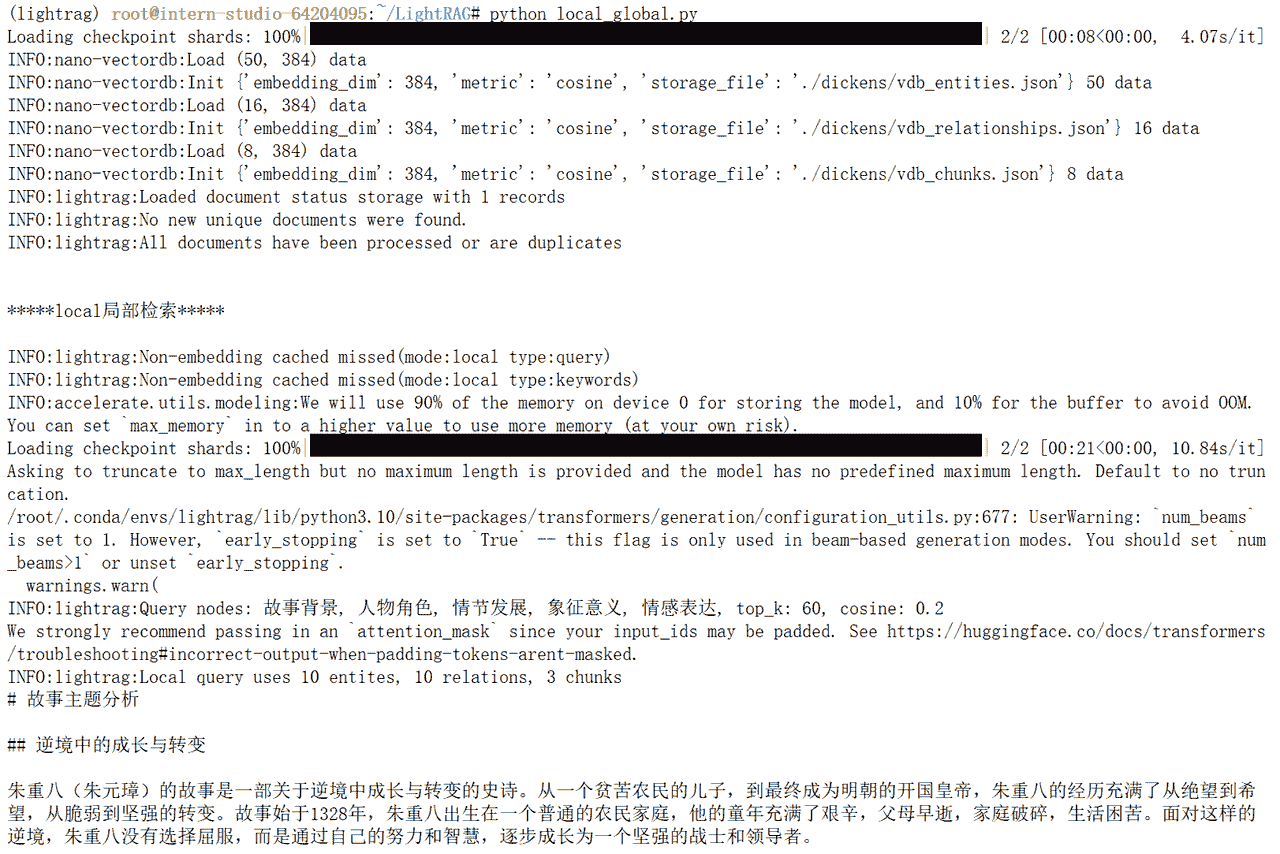 (lightrag) root@intern-studio-64204095:~/LightRAG# python local_global.py
Loading checkpoint shards: 100%| | 2/2 [00:08<00:00,  4.07s/it]
INFO:nano-vectordb:Load (50, 384) data
INFO:nano-vectordb:Init {'embedding_dim': 384, 'metric': 'cosine', 'storage_file': './dickens/vdb_entities.json'} 50 data
INFO:nano-vectordb:Load (16, 384) data
INFO:nano-vectordb:Init {'embedding_dim': 384, 'metric': 'cosine', 'storage_file': './dickens/vdb_relationships.json'} 16 data
INFO:nano-vectordb:Load (8, 384) data
INFO:nano-vectordb:Init {'embedding_dim': 384, 'metric': 'cosine', 'storage_file': './dickens/vdb_chunks.json'} 8 data
INFO:lightrag:Loaded document status storage with 1 records
INFO:lightrag:No new unique documents were found.
INFO:lightrag:All documents have been processed or are duplicates
*****local局部检索*****
INFO:lightrag:Non-embedding cached missed(mode:local type:query)
INFO:lightrag:Non-embedding cached missed(mode:local type:keywords)
INFO:accelerate.utils.modeling:We will use 90% of the memory on device 0 for storing the model, and 10% for the buffer to avoid OOM.
You can set `max_memory` in to a higher value to use more memory (at your own risk).
Loading checkpoint shards: 100%| | 2/2 [00:21<00:00, 10.84s/it]
Asking to truncate to max_length but no maximum length is provided and the model has no predefined maximum length. Default to no trun
cation.
/root/.conda/envs/lightrag/lib/python3.10/site-packages/transformers/generation/configuration_utils.py:677: UserWarning: `num_beams`
is set to 1. However, `early_stopping` is set to `True` -- this flag is only used in beam-based generation modes. You should set `num
_beams>1` or unset `early_stopping`.
  warnings.warn(
INFO:lightrag:Query nodes: 故事背景, 人物角色, 情节发展, 象征意义, 情感表达, top_k: 60, cosine: 0.2
We strongly recommend passing in an `attention_mask` since your input_ids may be padded. See https://huggingface.co/docs/transformers
/troubleshooting#incorrect-output-when-padding-tokens-arent-masked.
INFO:lightrag:Local query uses 10 entites, 10 relations, 3 chunks
# 故事主题分析
## 逆境中的成长与转变
朱重八（朱元璋）的故事是一部关于逆境中成长与转变的史诗。从一个贫苦农民的儿子，到最终成为明朝的开国皇帝，朱重八的经历充满了从绝望到希
望，从脆弱到坚强的转变。故事始于1328年，朱重八出生在一个普通的农民家庭，他的童年充满了艰辛，父母早逝，家庭破碎，生活困苦。面对这样的
逆境，朱重八没有选择屈服，而是通过自己的努力和智慧，逐步成长为一个坚强的战士和领导者。